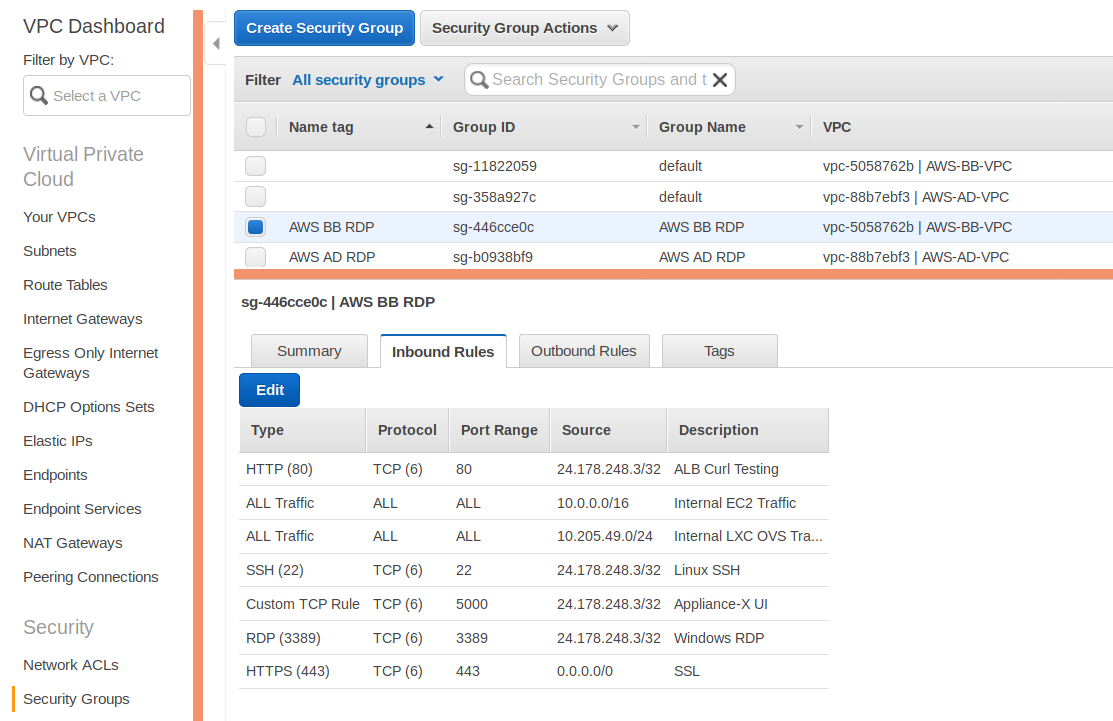 VPC Dashboard
Filter by VPC:
Select a VPC
Virtual Private
Cloud
Your VPCs
Subnets
Route Tables
Internet Gateways
Egress Only Internet
Gateways
DHCP Options Sets
Elastic IPs
Endpoints
Endpoint Services
NAT Gateways
Peering Connections
Security
Network ACLs
Security Groups
Create Security Group Security Group Actions
Filter All security groups Search Security Groups and t
Name tag Group ID Group Name VPC
sg-11822059 default vpc-5058762b | AWS-BB-VPC
sg-358a927c default vpc-88b7ebf3 | AWS-AD-VPC
AWS BB RDP sg-446cce0c AWS BB RDP vpc-5058762b | AWS-BB-VPC
AWS AD RDP sg-b0938bf9 AWS AD RDP vpc-88b7ebf3 | AWS-AD-VPC
sg-446cce0c | AWS BB RDP
Summary Inbound Rules Outbound Rules Tags
Edit
Type Protocol Port Range Source Description
HTTP (80) TCP (6) 80 24.178.248.3/32 ALB Curl Testing
ALL Traffic ALL ALL 10.0.0.0/16 Internal EC2 Traffic
ALL Traffic ALL ALL 10.205.49.0/24 Internal LXC OVS Tra...
SSH (22) TCP (6) 22 24.178.248.3/32 Linux SSH
Custom TCP Rule TCP (6) 5000 24.178.248.3/32 Appliance-X UI
RDP (3389) TCP (6) 3389 24.178.248.3/32 Windows RDP
HTTPS (443) TCP (6) 443 0.0.0.0/0 SSL